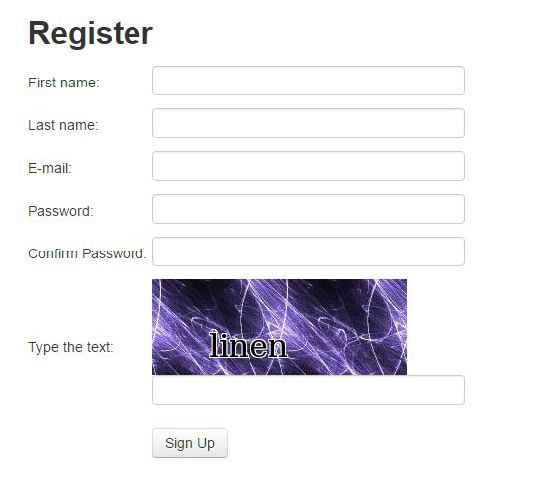 Register
First name:
Last name:
E-mail:
Password:
Confirm Password:
Type the text:
linen
Sign Up